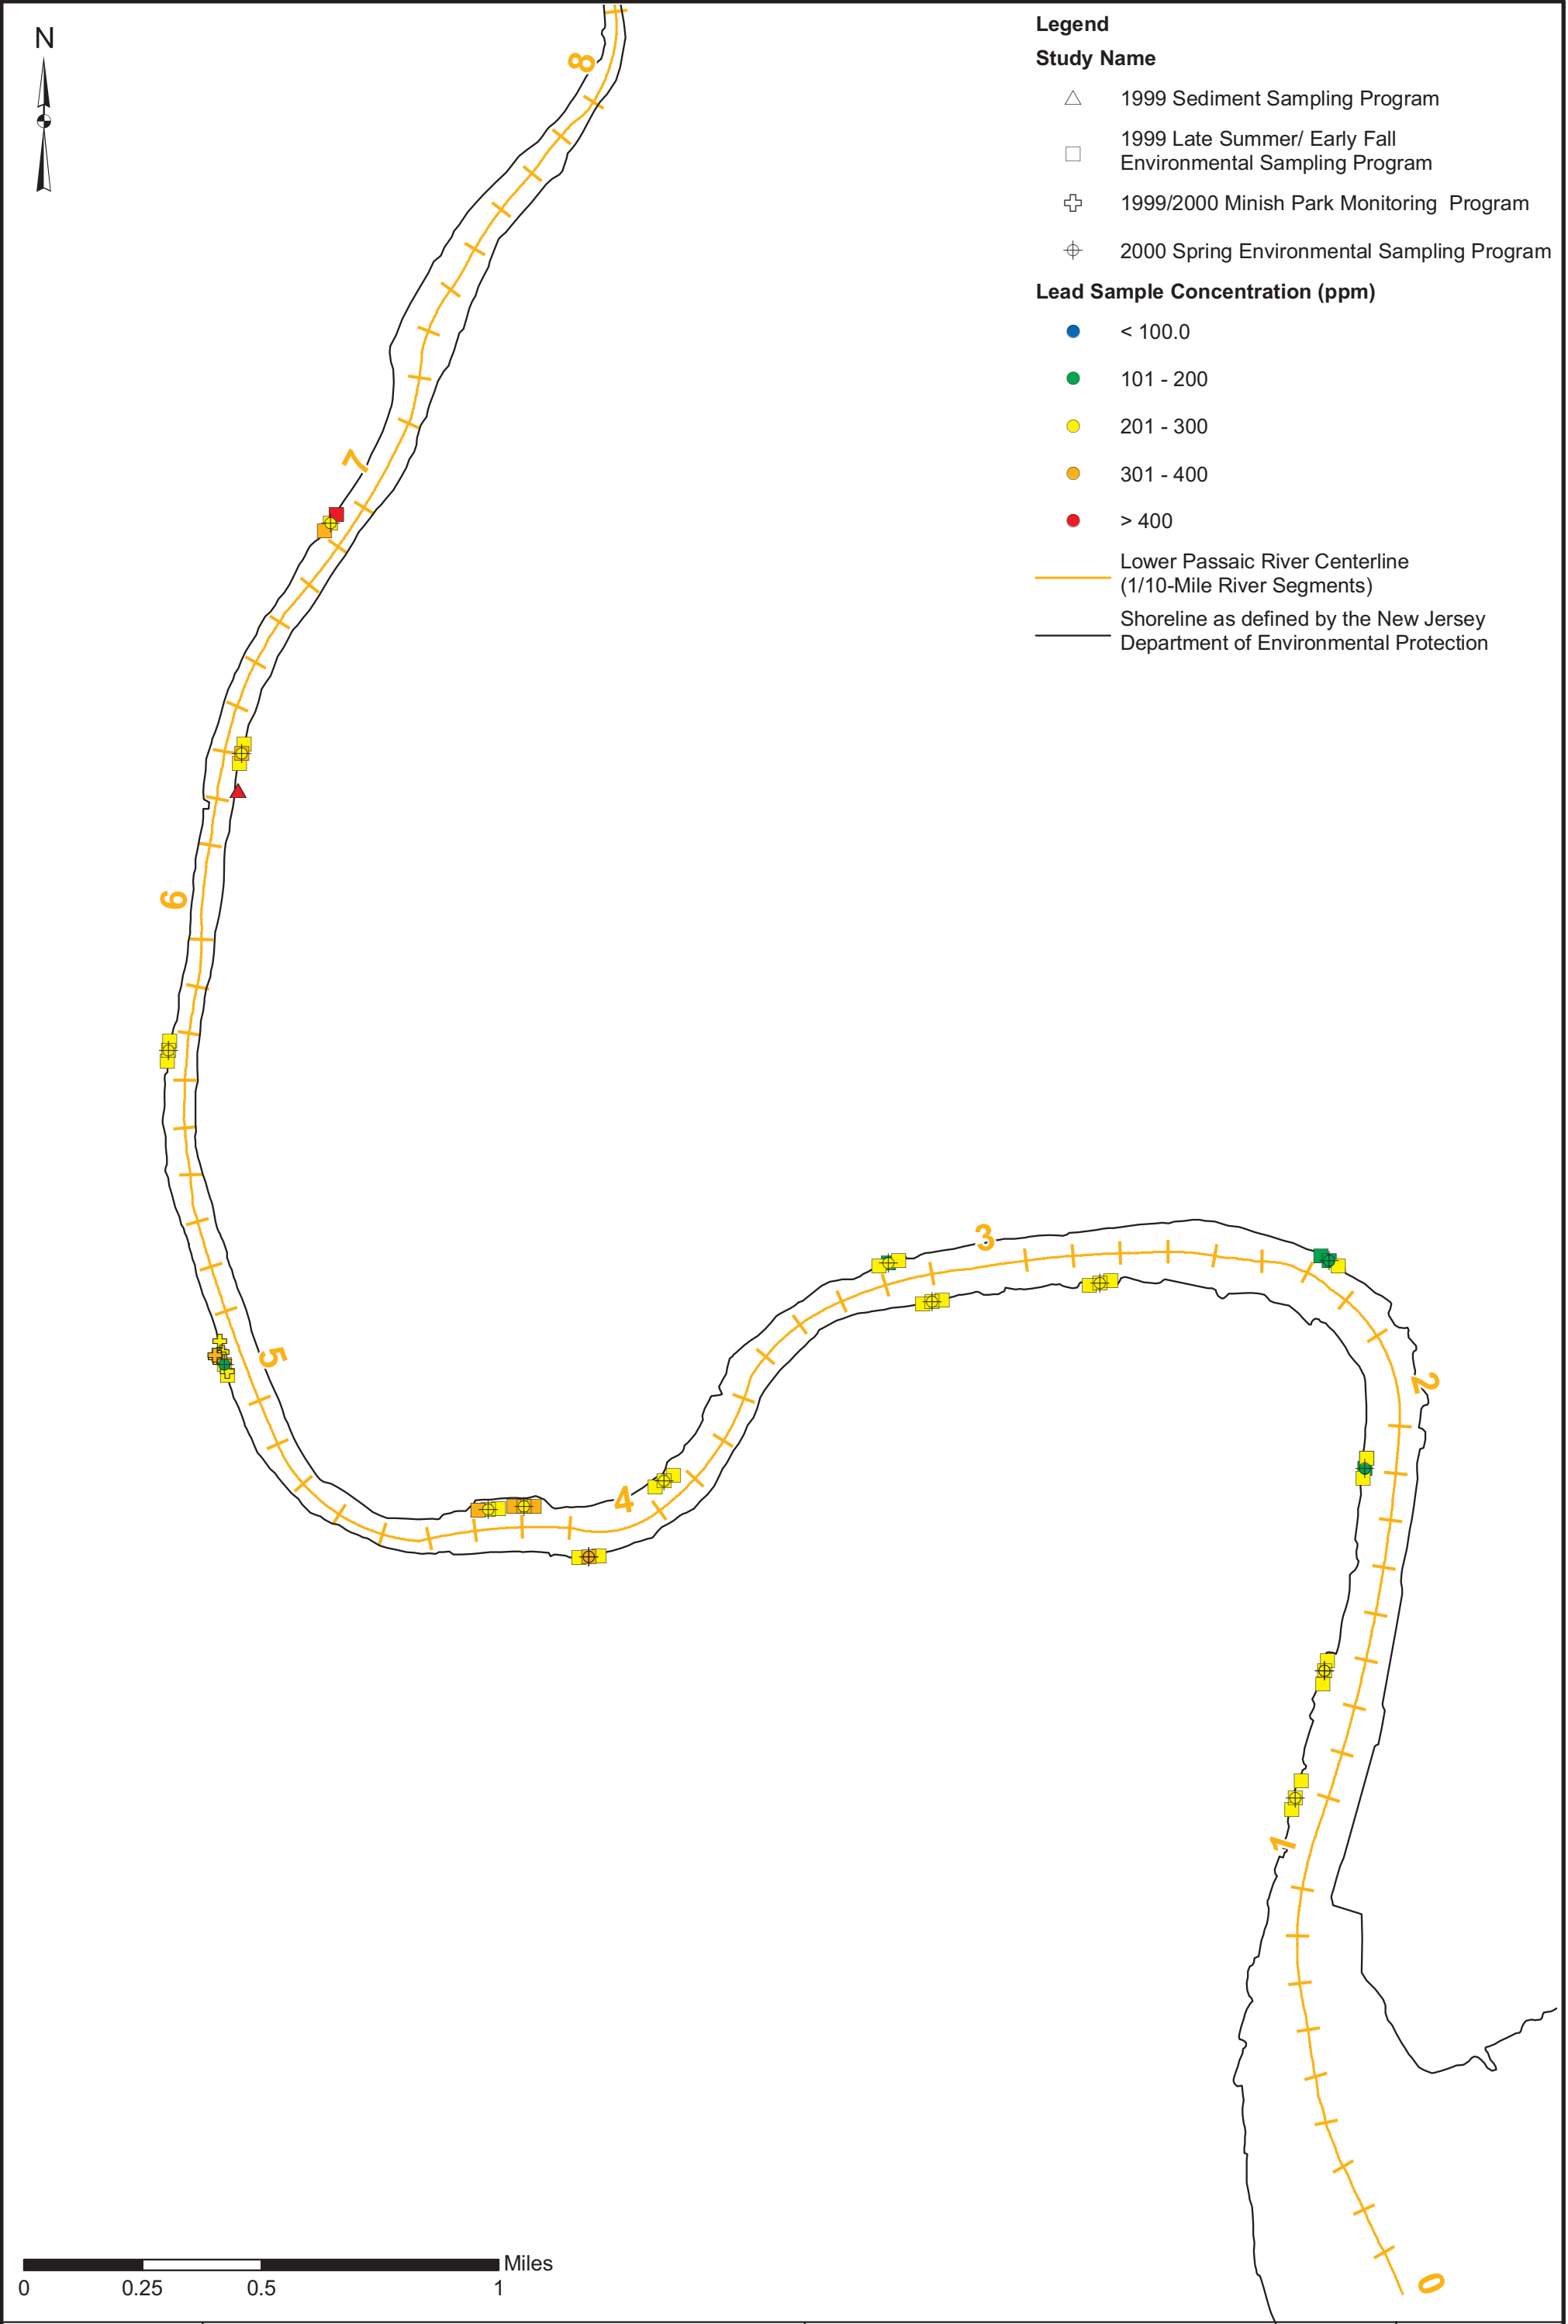 N
Legend
Study Name
1999 Sediment Sampling Program
1999 Late Summer/ Early Fall
Environmental Sampling Program
1999/2000 Minish Park Monitoring  Program
2000 Spring Environmental Sampling Program
Lead Sample Concentration (ppm)
< 100.0
101 - 200
201 - 300
301 - 400
> 400
Lower Passaic River Centerline
(1/10-Mile River Segments)
Shoreline as defined by the New Jersey
Department of Environmental Protection
8
7
6
3
5
2
4
1
0
Miles
0 0.25 0.5 1